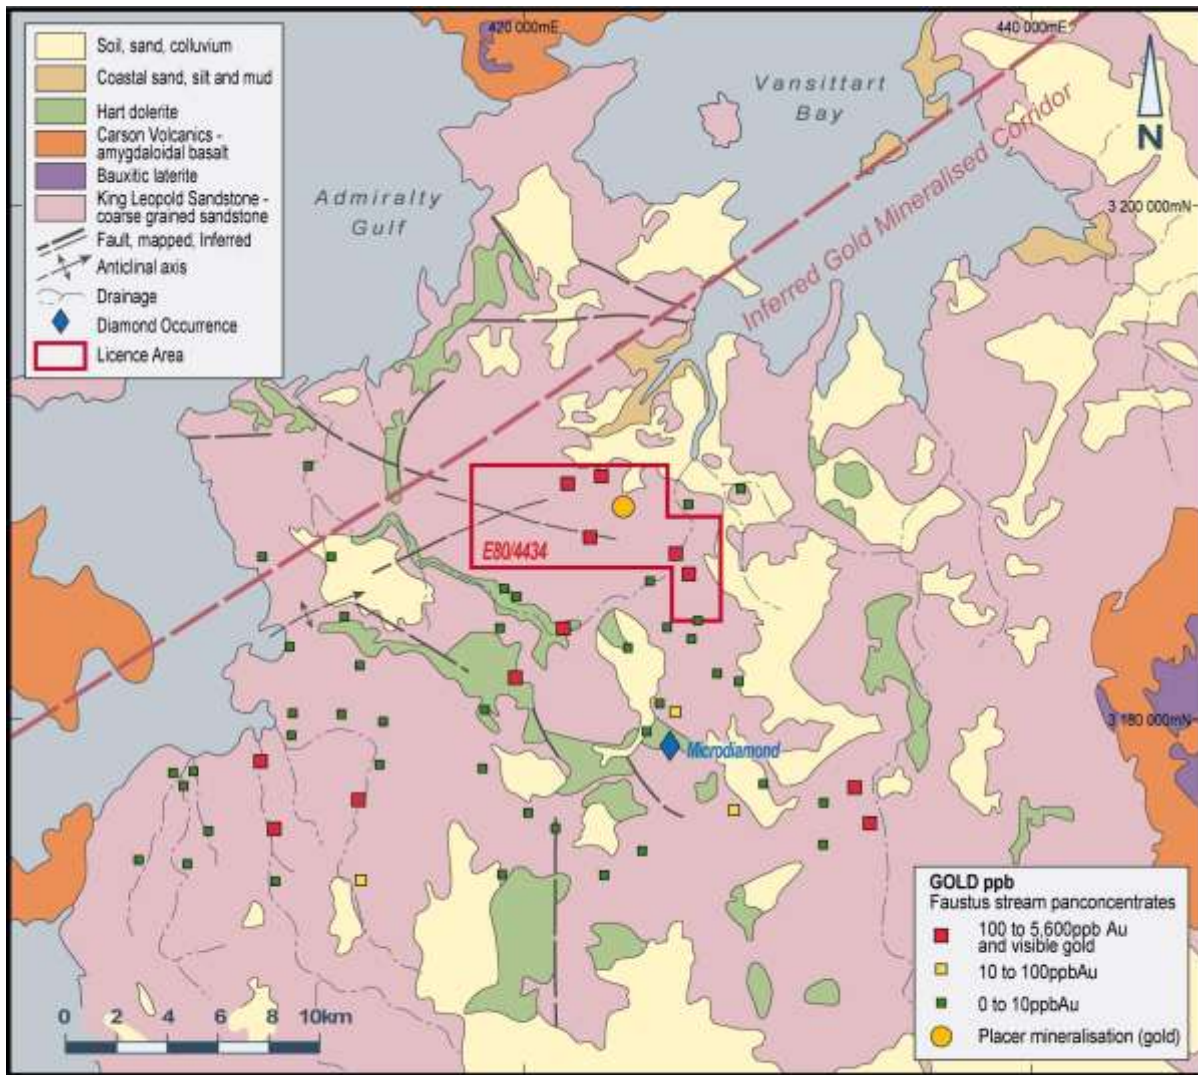 420 000mE
440 000mE
Soil, sand, colluvium
Coastal sand, silt and mud
Hart dolerite
Carson Volcanics -
amygdaloidal basalt
Bauxitic laterite
King Leopold Sandstone -
coarse grained sandstone
Fault, mapped, Inferred
Anticlinal axis
Drainage
Diamond Occurrence
Licence Area
Vansittart
Bay
N
Admiralty
Gulf
3 200 000mN
Inferred Gold Mineralised Corridor
E80/4434
3 180 000mN
Microdiamond
GOLD ppb
Faustus stream panconcentrates
100 to 5,600ppb Au
and visible gold
10 to 100ppbAu
0 to 10ppbAu
Placer mineralisation (gold)
0 2 4 6 8 10km